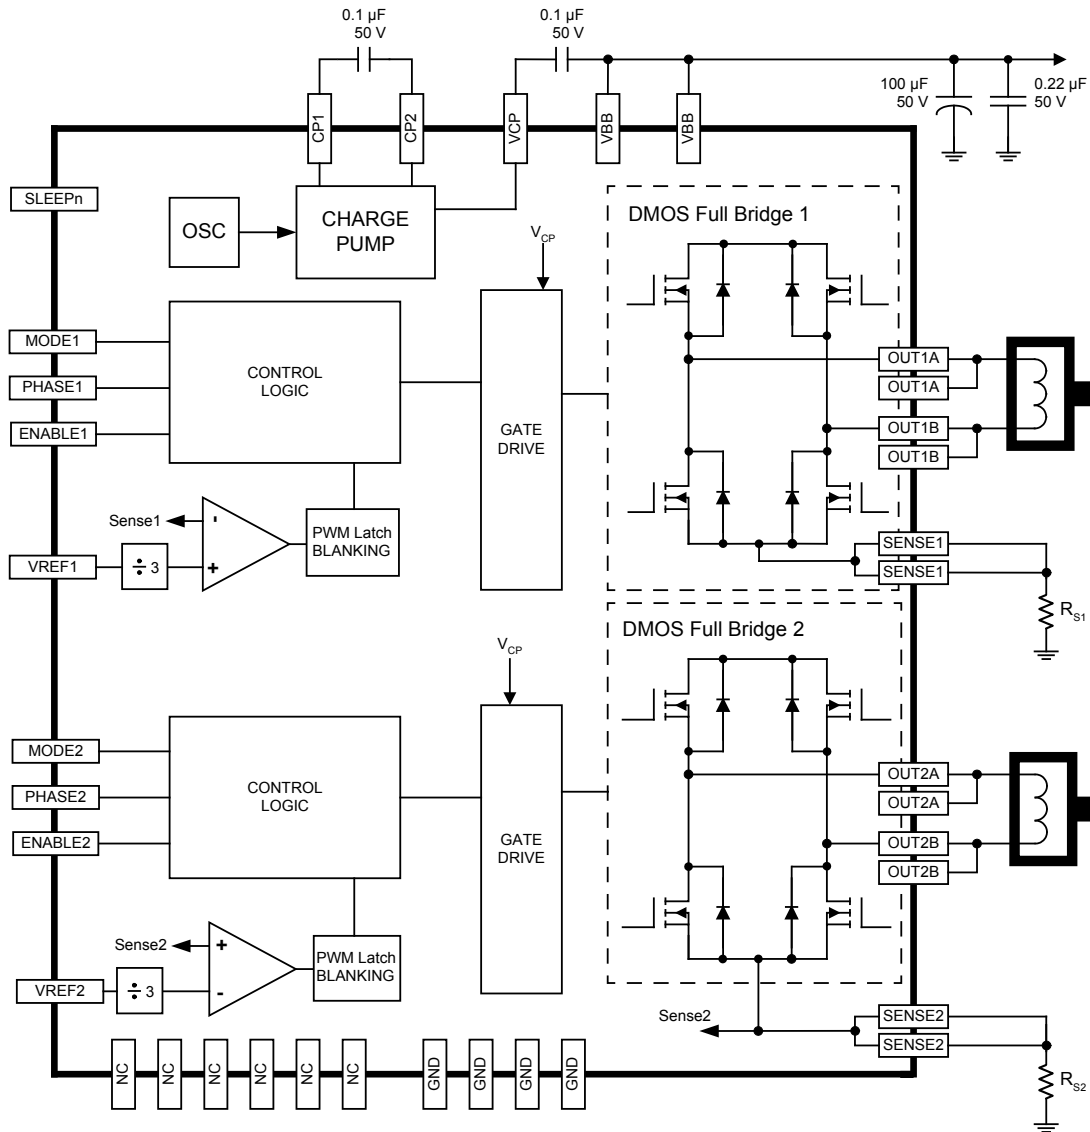 0.1 µF
50 V
0.1 µF
50 V
100 µF
50 V
0.22 µF
50 V
CP1
CP2
VCP
VBB
VBB
SLEEPn
OSC
CHARGE
PUMP
DMOS Full Bridge 1
VCP
MODE1
PHASE1
ENABLE1
CONTROL
LOGIC
GATE
DRIVE
OUT1A
OUT1A
OUT1B
OUT1B
Sense1
-
+
PWM Latch
BLANKING
VREF1
÷ 3
SENSE1
SENSE1
RS1
DMOS Full Bridge 2
VCP
MODE2
PHASE2
ENABLE2
CONTROL
LOGIC
GATE
DRIVE
OUT2A
OUT2A
OUT2B
OUT2B
Sense2
+
-
PWM Latch
BLANKING
VREF2
÷ 3
Sense2
SENSE2
SENSE2
RS2
NC
NC
NC
NC
NC
NC
GND
GND
GND
GND